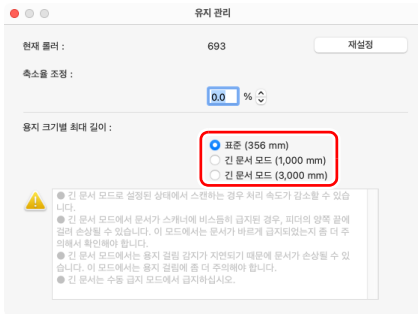 유지 관리
현재 롤러 : 693 재설정
축소율 조정 :
0.0 %
용지 크기별 최대 길이 :
표준 (356 mm)
긴 문서 모드 (1,000 mm)
긴 문서 모드 (3,000 mm)
● 긴 문서 모드로 설정된 상태에서 스캔하는 경우 처리 속도가 감소할 수 있습
니다.
● 긴 문서 모드에서 문서가 스캐너에 비스듬히 급지된 경우, 피더의 양쪽 끝에
걸려 손상될 수 있습니다. 이 모드에서는 문서가 바르게 급지되었는지 좀 더 주
의해서 확인해야 합니다.
● 긴 문서 모드에서는 용지 걸림 감지가 지연되기 때문에 문서가 손상될 수 있
습니다. 이 모드에서는 용지 걸림에 좀 더 주의해야 합니다.
● 긴 문서는 수동 급지 모드에서 급지하십시오.